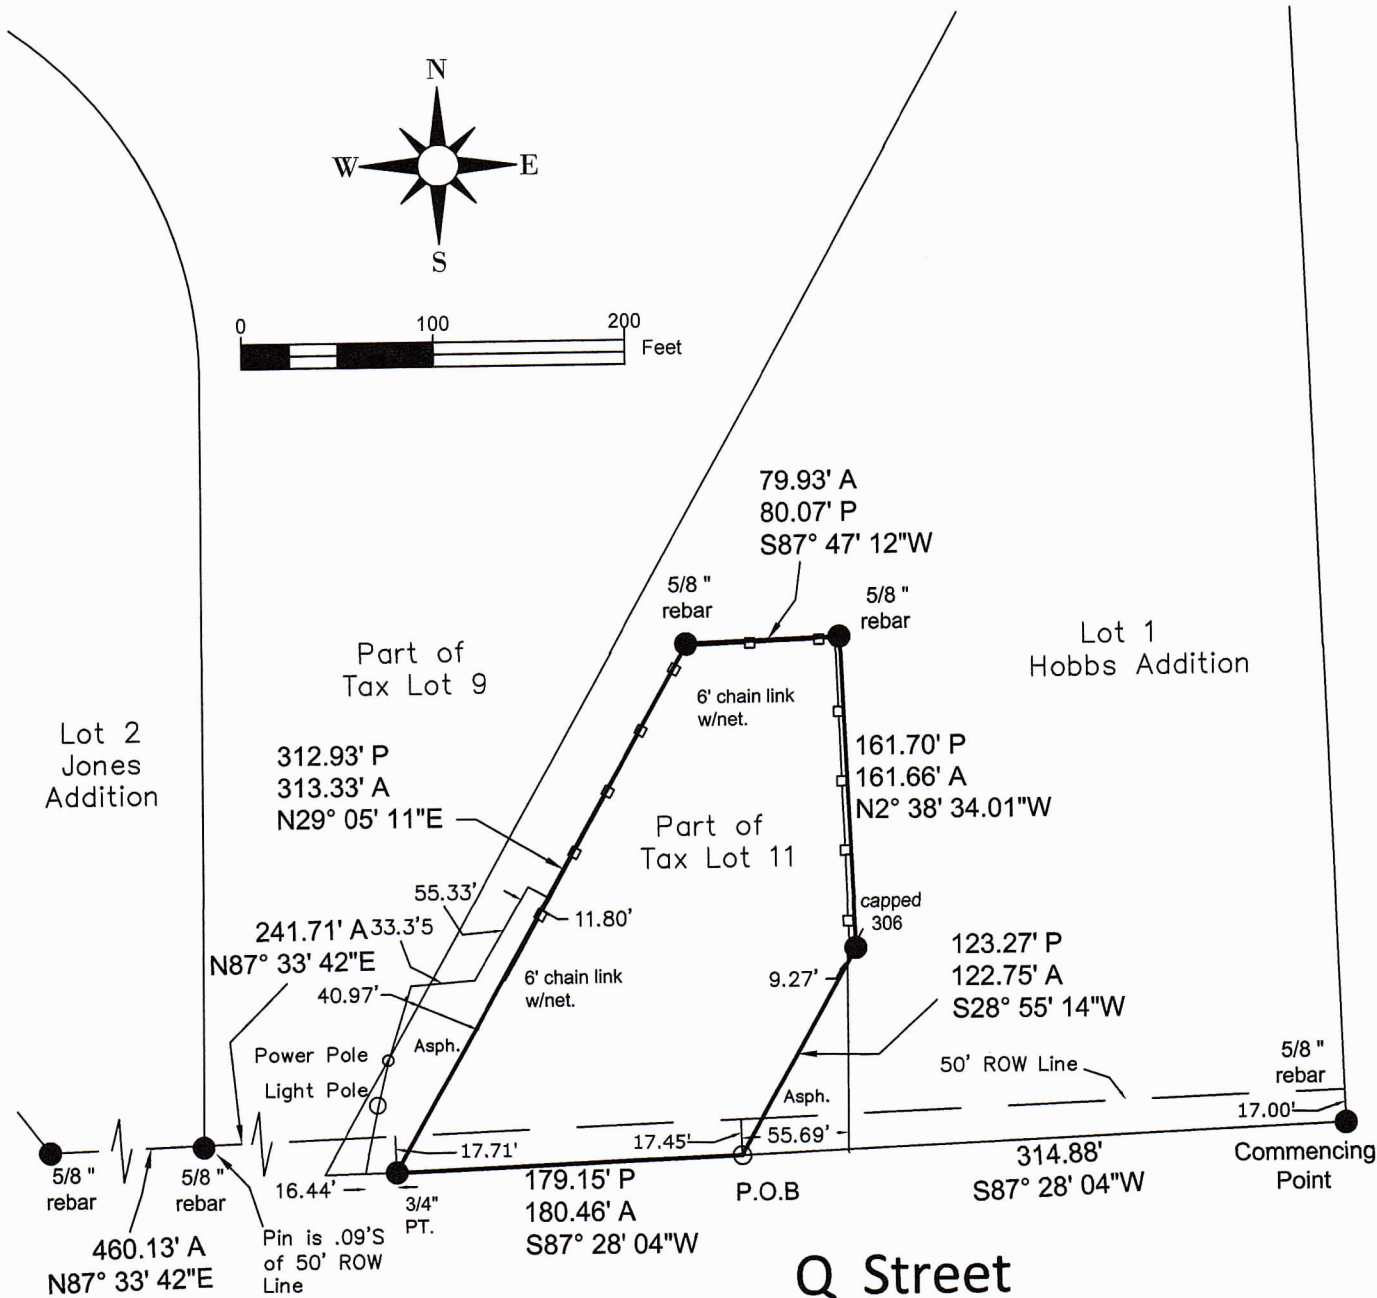 N
W
E
S
0 100 200
Feet
79.93' A
80.07' P
S87° 47' 12"W
5/8 "
rebar
5/8 "
rebar
Lot 1
Hobbs Addition
Part of
Tax Lot 9
6' chain link
w/net.
Lot 2
Jones
Addition
312.93' P
313.33' A
N29° 05' 11"E
161.70' P
161.66' A
N2° 38' 34.01"W
Part of
Tax Lot 11
55.33'
11.80'
capped
306
241.71' A
N87° 33' 42"E
33.3'5
40.97'
6' chain link
w/net.
9.27'
123.27' P
122.75' A
S28° 55' 14"W
Asph.
Power Pole
Light Pole
50' ROW Line
5/8 "
rebar
Asph.
17.00'
17.71'
17.45'
55.69'
5/8 "
rebar
5/8 "
rebar
16.44'
3/4"
PT.
179.15' P
180.46' A
S87° 28' 04"W
P.O.B
314.88'
S87° 28' 04"W
Commencing
Point
460.13' A
N87° 33' 42"E
Pin is .09'S
of 50' ROW
Line
Q Street